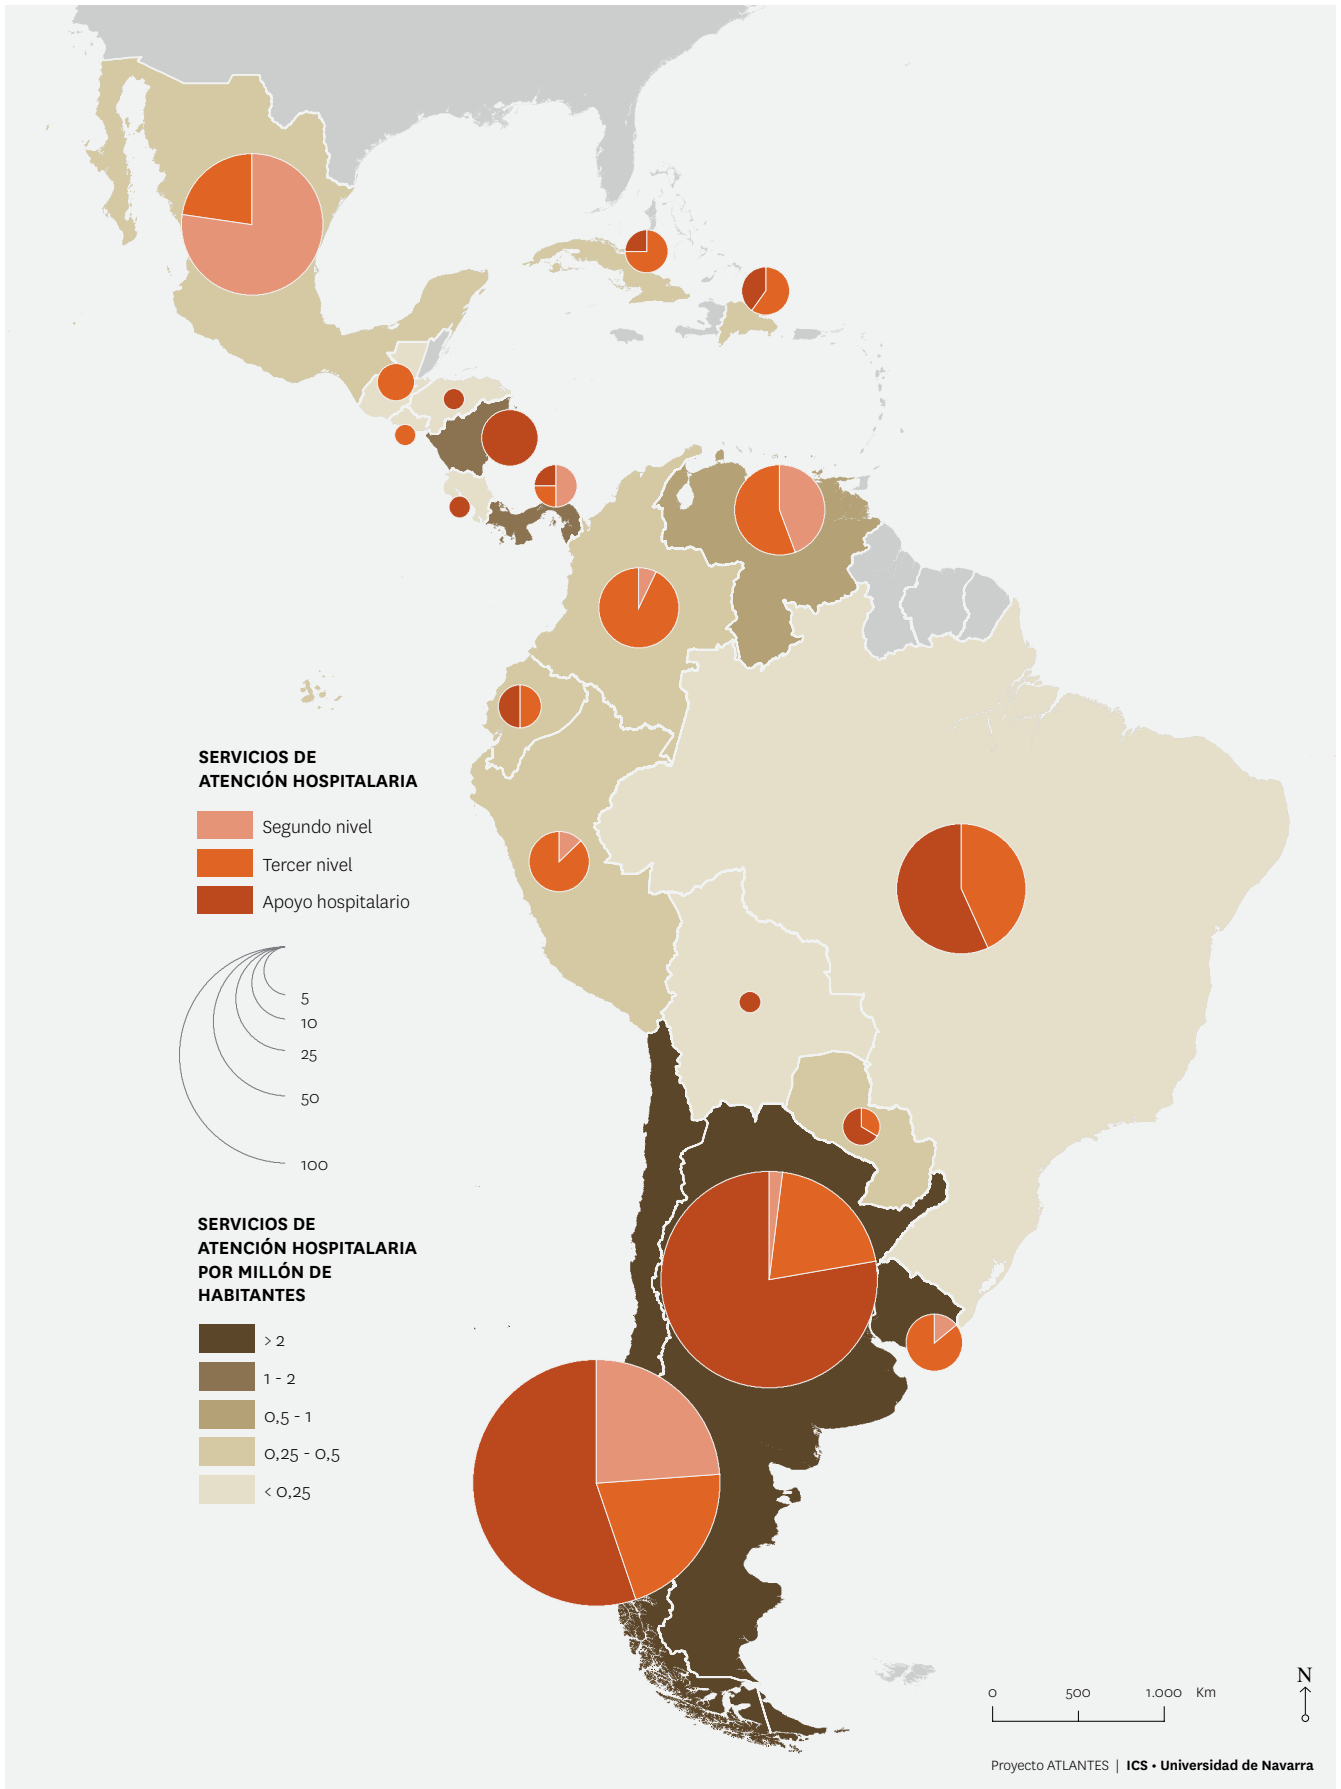 SERVICIOS DE
ATENCIÓN HOSPITALARIA
Segundo nivel
Tercer nivel
Apoyo hospitalario
5
10
25
50
100
SERVICIOS DE
ATENCIÓN HOSPITALARIA
POR MILLÓN DE
HABITANTES
> 2
1 - 2
0,5 - 1
0,25 - 0,5
< 0,25
N
0 500 1.000 Km
Proyecto ATLANTES | ICS • Universidad de Navarra